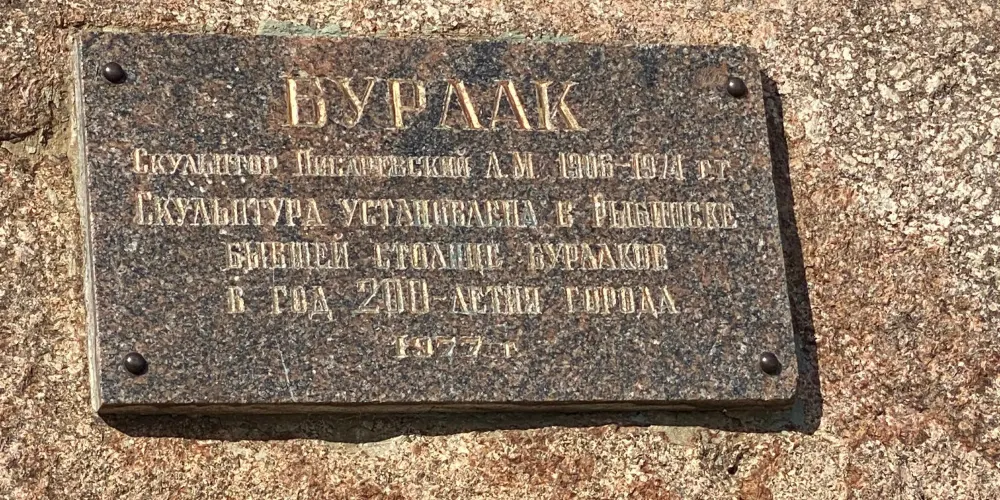 Бурлак
Скульптор Писаревский Л.М. 1906-1974 г.г.
Скульптура установлена в Рыбинске
бывшей столице бурлаков
в год 200-летия города
1977 г.